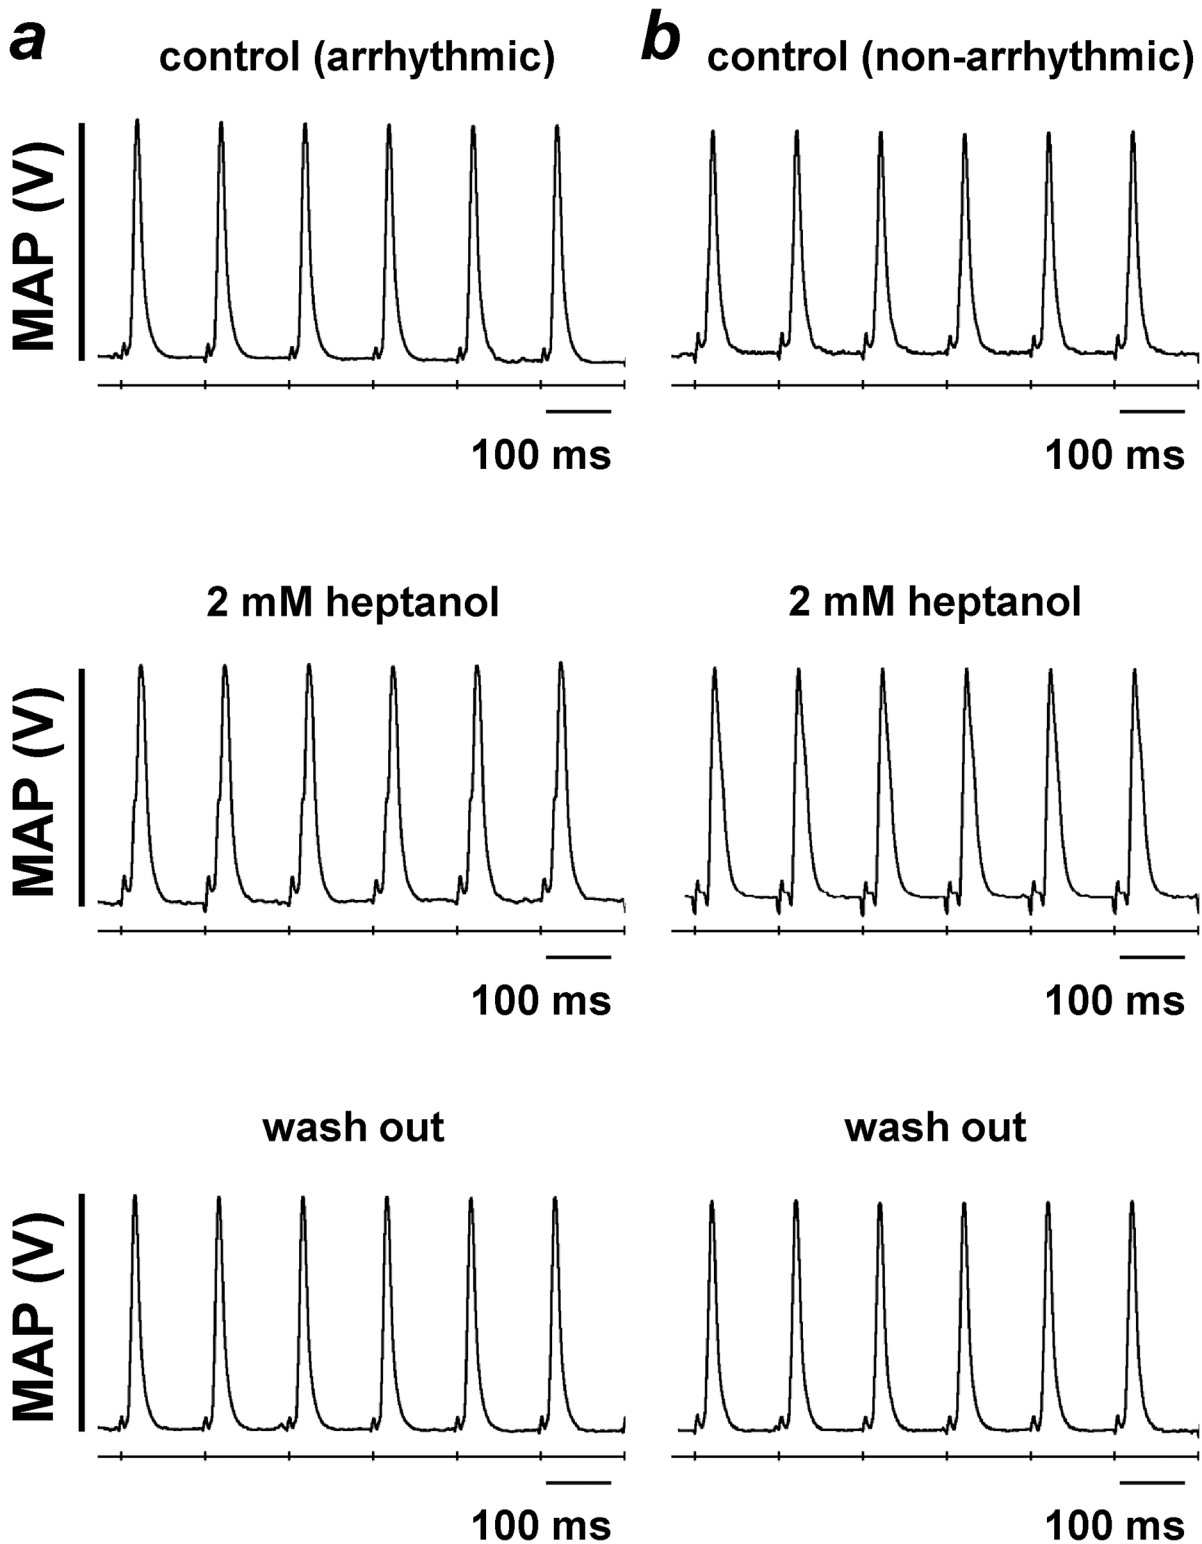 a
control (arrhythmic)
MAP (V)
100 ms
b
control (non-arrhythmic)
100 ms
2 mM heptanol
MAP (V)
100 ms
2 mM heptanol
100 ms
wash out
MAP (V)
100 ms
wash out
100 ms